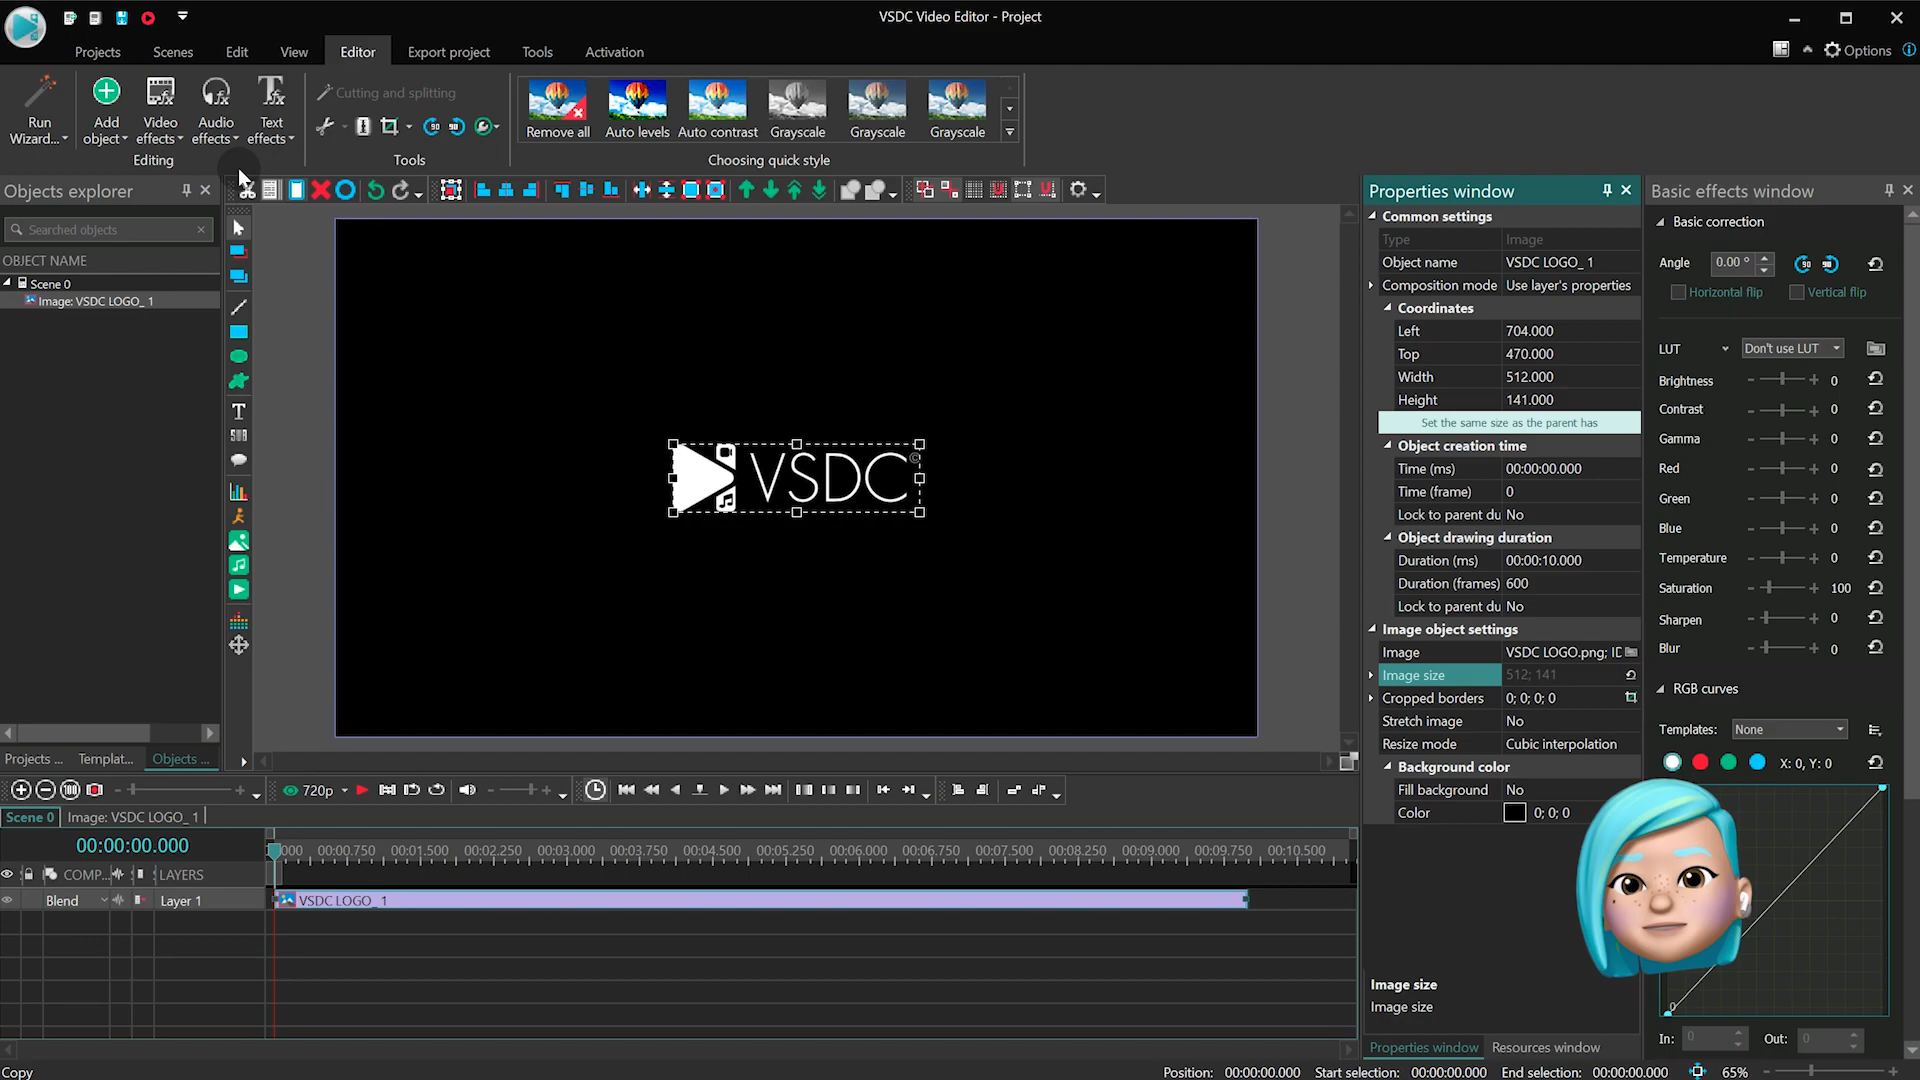 VSDC Video Editor - Project
Projects Scenes Edit View Editor Export project Tools Activation
Options
Run Wizard... Add object Video effects Audio effects Text effects
Editing
Cutting and splitting
Tools
Remove all Auto levels Auto contrast Grayscale Grayscale Grayscale
Choosing quick style
Objects explorer
Searched objects
OBJECT NAME
Scene 0
Image: VSDC LOGO_ 1
VSDC
Projects ... Templat... Objects ...
Properties window
Common settings
Type Image
Object name VSDC LOGO_ 1
Composition mode Use layer's properties
Coordinates
Left 704.000
Top 470.000
Width 512.000
Height 141.000
Set the same size as the parent has
Object creation time
Time (ms) 00:00:00.000
Time (frame) 0
Lock to parent du No
Object drawing duration
Duration (ms) 00:00:10.000
Duration (frames) 600
Lock to parent du No
Image object settings
Image VSDC LOGO.png; ID
Image size 512; 141
Cropped borders 0; 0; 0; 0
Stretch image No
Resize mode Cubic interpolation
Background color
Fill background No
Color 0; 0; 0
Image size
Image size
Properties window Resources window
Basic effects window
Basic correction
Angle 0.00 ° 90 90
Horizontal flip Vertical flip
LUT Don't use LUT
Brightness 0
Contrast 0
Gamma 0
Red 0
Green 0
Blue 0
Temperature 0
Saturation 100
Sharpen 0
Blur 0
RGB curves
Templates: None
X: 0, Y: 0
0
In: 0 Out: 0
720p
Scene 0 Image: VSDC LOGO_ 1
00:00:00.000
000 00:00.750 00:01.500 00:02.250 00:03.000 00:03.750 00:04.500 00:05.250 00:06.000 00:06.750 00:07.500 00:08.250 00:09.000 00:09.750 00:10.500
COMP... LAYERS
Blend Layer 1
VSDC LOGO_ 1
Copy
Position: 00:00:00.000 Start selection: 00:00:00.000 End selection: 00:00:00.000 65%